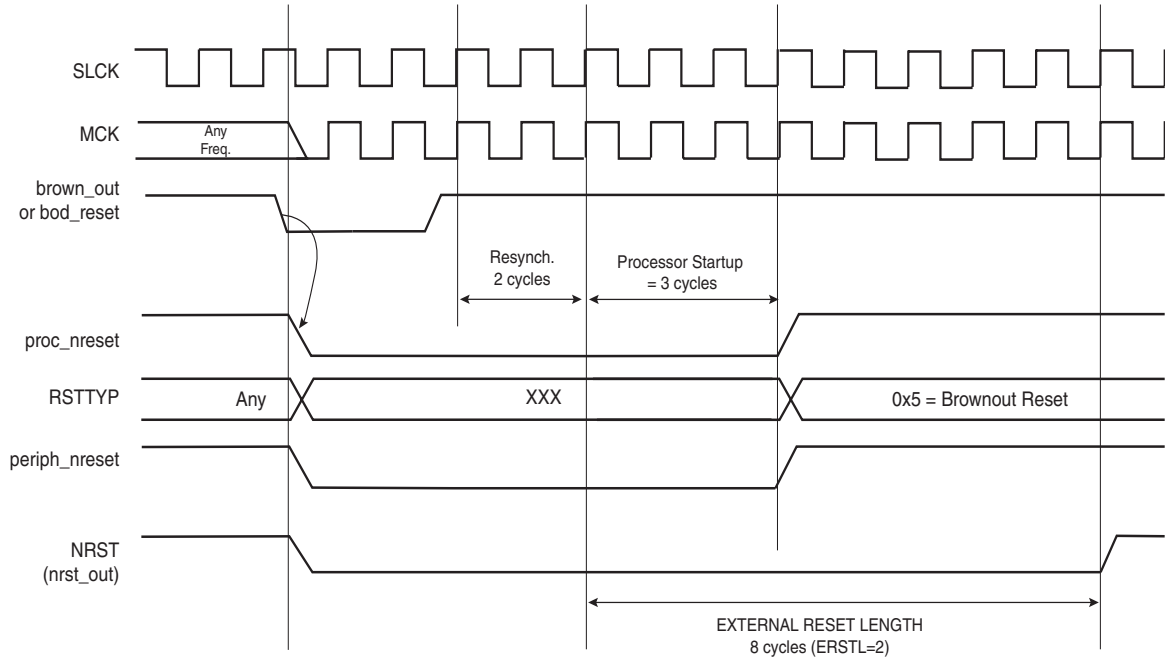 SLCK
MCK
Any
Freq.
brown_out
or bod_reset
Resynch.
2 cycles
Processor Startup
= 3 cycles
proc_nreset
RSTTYP
Any
XXX
0x5 = Brownout Reset
periph_nreset
NRST
(nrst_out)
EXTERNAL RESET LENGTH
8 cycles (ERSTL=2)